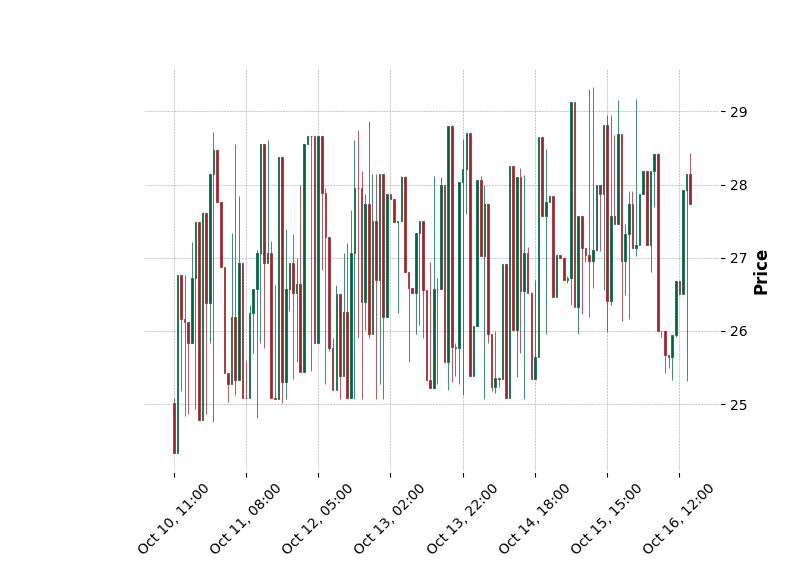 29
28
27
26
25
Price
Oct 10, 11:00
Oct 11, 08:00
Oct 12, 05:00
Oct 13, 02:00
Oct 13, 22:00
Oct 14, 18:00
Oct 15, 15:00
Oct 16, 12:00